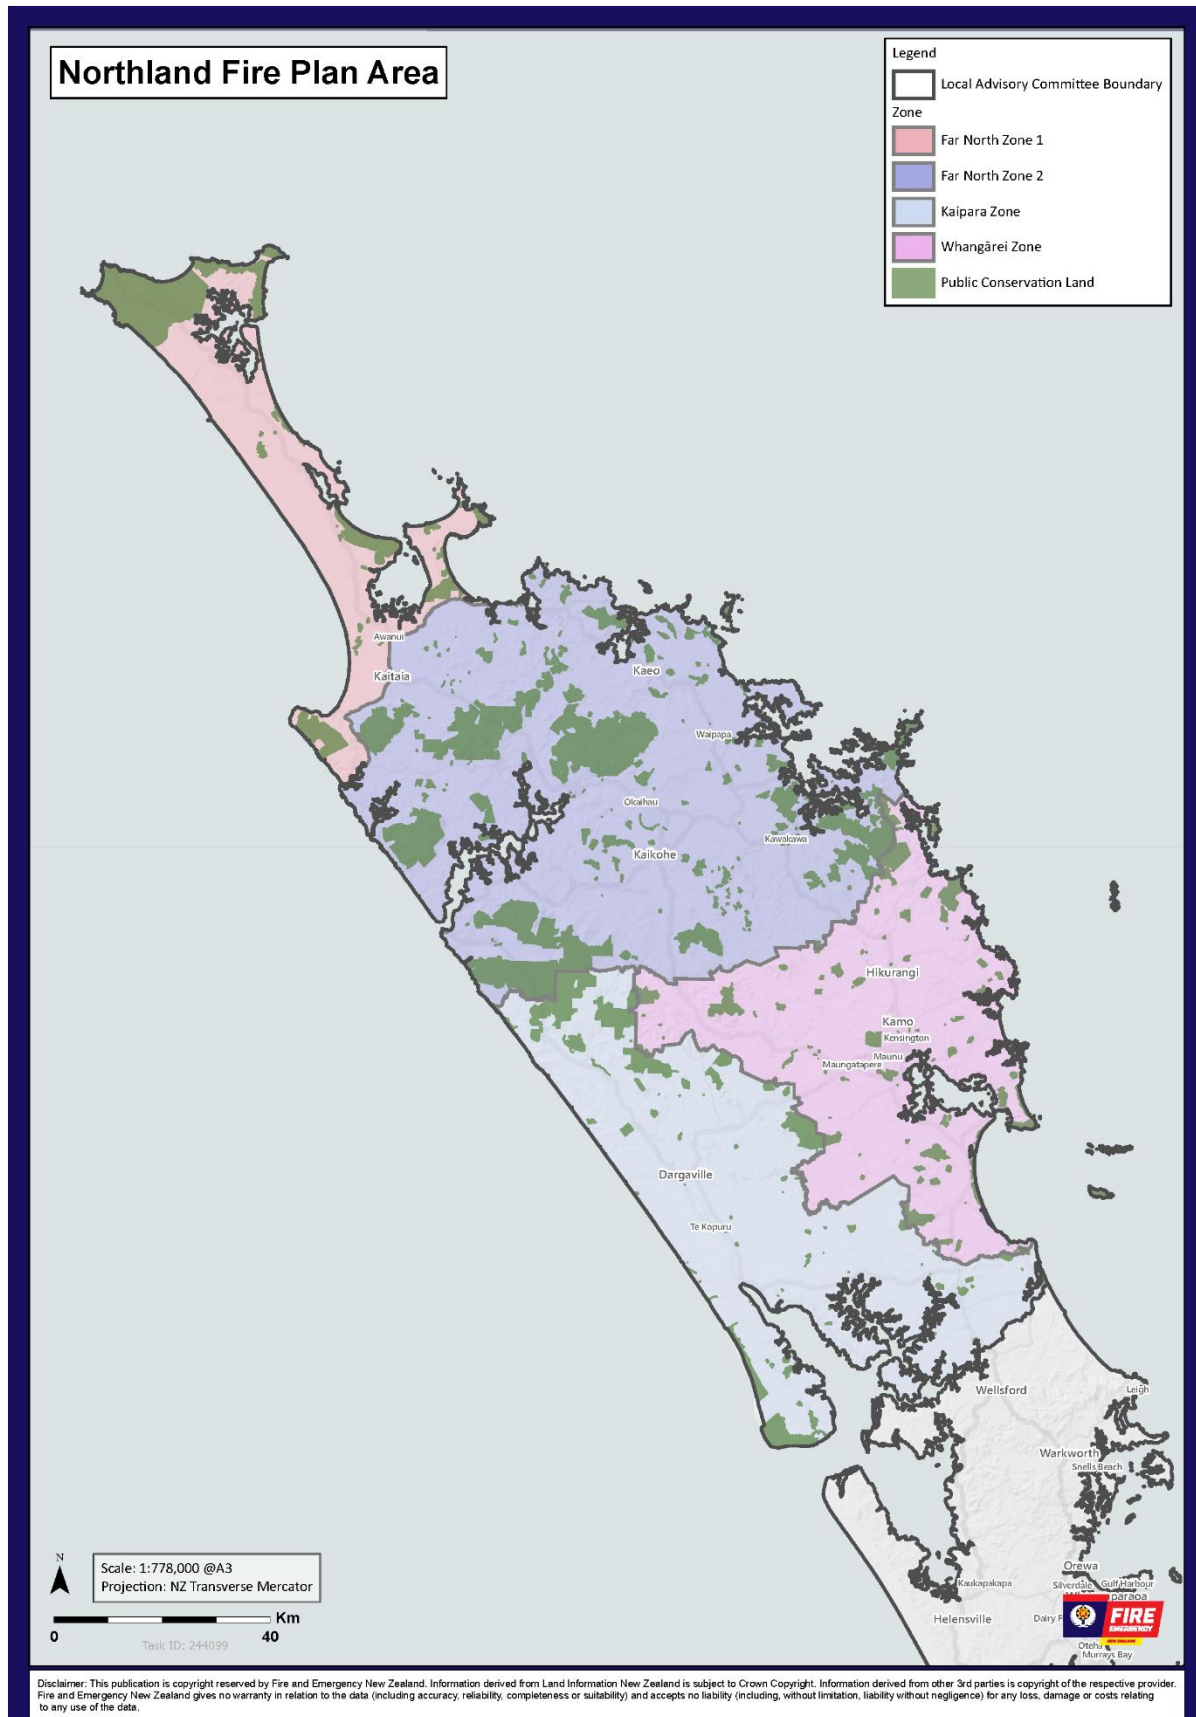 Northland Fire Plan Area
Legend
Local Advisory Committee Boundary
Zone
Far North Zone 1
Far North Zone 2
Kaipara Zone
Whangārei Zone
Public Conservation Land
Awanui
Kaitaia
Kaeo
Waipapa
Okaihau
Kawakawa
Kaikohe
Hikurangi
Kamo
Kensington
Maunu
Maungatapere
Dargaville
Te Kopuru
Wellsford
Leigh
Warkworth
Snells Beach
Orewa
Kaukapakapa
Silverdale
Gulf Harbour
paraoa
Helensville
Dairy F
Oteha
Murrays Bay
FIRE
EMERGENCY
NEW ZEALAND
N
Scale: 1:778,000 @A3
Projection: NZ Transverse Mercator
Km
0 40
Task ID: 244099
Disclaimer: This publication is copyright reserved by Fire and Emergency New Zealand. Information derived from Land Information New Zealand is subject to Crown Copyright. Information derived from other 3rd parties is copyright of the respective provider.
Fire and Emergency New Zealand gives no warranty in relation to the data (including accuracy, reliability, completeness or suitability) and accepts no liability (including, without limitation, liability without negligence) for any loss, damage or costs relating
to any use of the data.